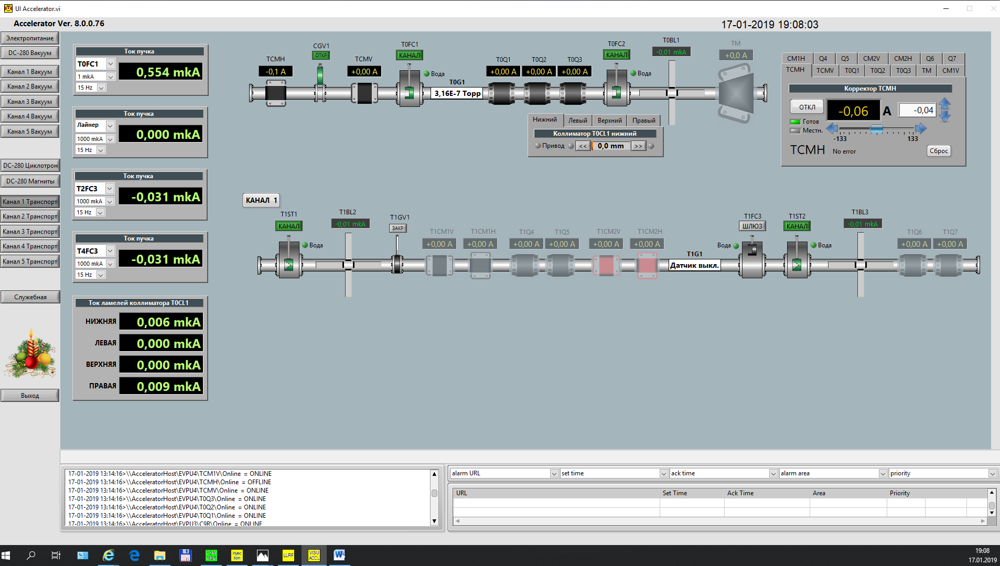 UI Accelerator.vi
Accelerator Ver. 8.0.0.76
17-01-2019 19:08:03
Электропитание
DC-280 Вакуум
Канал 1 Вакуум
Канал 2 Вакуум
Канал 3 Вакуум
Канал 4 Вакуум
Канал 5 Вакуум
DC-280 Циклотрон
DC-280 Магниты
Канал 1 Транспорт
Канал 2 Транспорт
Канал 3 Транспорт
Канал 4 Транспорт
Канал 5 Транспорт
Служебная
Выход
Ток пучка
T0FC1
0,554 mkA
1 mkA
15 Hz
Ток пучка
Лайнер
0,000 mkA
1000 mkA
15 Hz
Ток пучка
T2FC3
-0,031 mkA
1000 mkA
15 Hz
Ток пучка
T4FC3
-0,031 mkA
1000 mkA
15 Hz
Ток ламелей коллиматора T0CL1
НИЖНЯЯ 0,006 mkA
ЛЕВАЯ 0,000 mkA
ВЕРХНЯЯ 0,000 mkA
ПРАВАЯ 0,009 mkA
TCMH
-0,1 A
CGV1
ОТКР
TCMV
+0,00 A
T0FC1
КАНАЛ
Вода
T0G1
3,16E-7 Торр
T0Q1 T0Q2 T0Q3
+0,00 A +0,00 A +0,00 A
T0FC2
КАНАЛ
Вода
T0BL1
-0,01 mkA
TM
+0,0 A
Нижний Левый Верхний Правый
Коллиматор T0CL1 нижний
Привод << 0,0 mm >>
CM1H Q4 Q5 CM2V CM2H Q6 Q7
TCMH TCMV T0Q1 T0Q2 T0Q3 TM CM1V
Корректор TCMH
ОТКЛ -0,06 A -0,04
Готов
Местн.
-133 133
TCMH No error Сброс
КАНАЛ 1
T1ST1
КАНАЛ
Вода
T1BL2
-0,01 mkA
T1GV1
ЗАКР
T1CM1V T1CM1H T1Q4 T1Q5 T1CM2V T1CM2H
+0,00 A +0,00 A +0,00 A +0,00 A +0,00 A +0,00 A
T1G1
Датчик выкл.
T1FC3
ШЛЮЗ
Вода
T1ST2
КАНАЛ
Вода
T1BL3
-0,01 mkA
T1Q6 T1Q7
+0,00 A +0,00 A
17-01-2019 13:14:16>\\AcceleratorHost\EVPU4\TCM1V\Online = ONLINE
17-01-2019 13:14:16>\\AcceleratorHost\EVPU4\TCMH\Online = OFFLINE
17-01-2019 13:14:16>\\AcceleratorHost\EVPU4\TCMV\Online = ONLINE
17-01-2019 13:14:16>\\AcceleratorHost\EVPU4\T0Q3\Online = ONLINE
17-01-2019 13:14:16>\\AcceleratorHost\EVPU4\T0Q2\Online = ONLINE
17-01-2019 13:14:16>\\AcceleratorHost\EVPU4\T0Q1\Online = ONLINE
17-01-2019 13:14:16>\\AcceleratorHost\EVPU3\C9R\Online = ONLINE
alarm URL set time ack time alarm area priority
URL Set Time Ack Time Area Priority
Injec
tion
LLRF
VISU
ACCL
19:08
17.01.2019